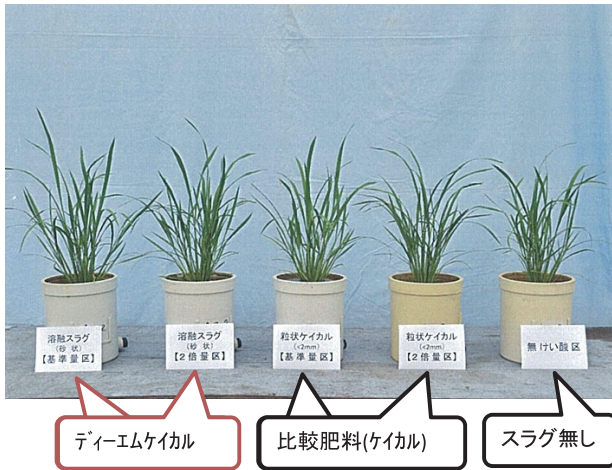 溶融スラグ
(砂状)
【基準量区】
溶融スラグ
(砂状)
【2倍量区】
粒状ケイカル
(<2mm)
【基準量区】
粒状ケイカル
(<2mm)
【2倍量区】
無けい酸区
ディーエムケイカル
比較肥料(ケイカル)
スラグ無し